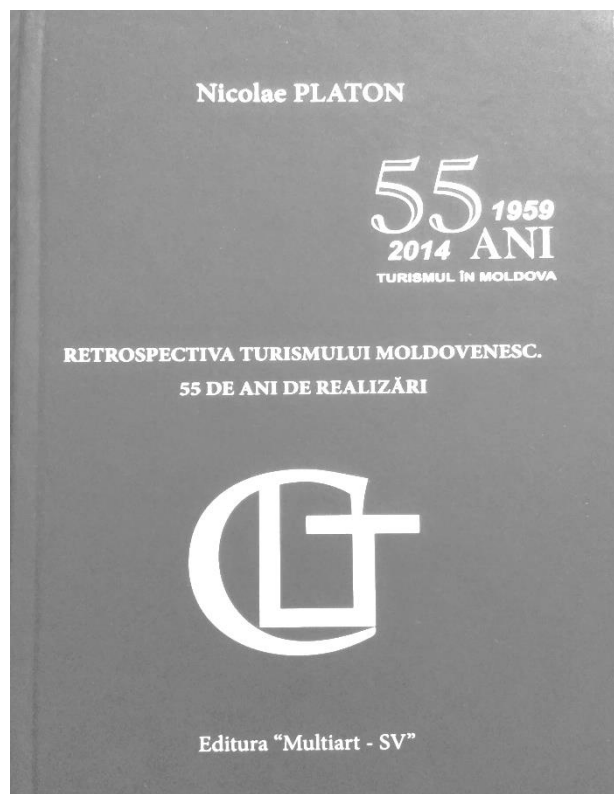 Nicolae PLATON
55 1959
2014 ANI
TURISMUL ÎN MOLDOVA
RETROSPECTIVA TURISMULUI MOLDOVENESC.
55 DE ANI DE REALIZĂRI
Editura “Multiart - SV”